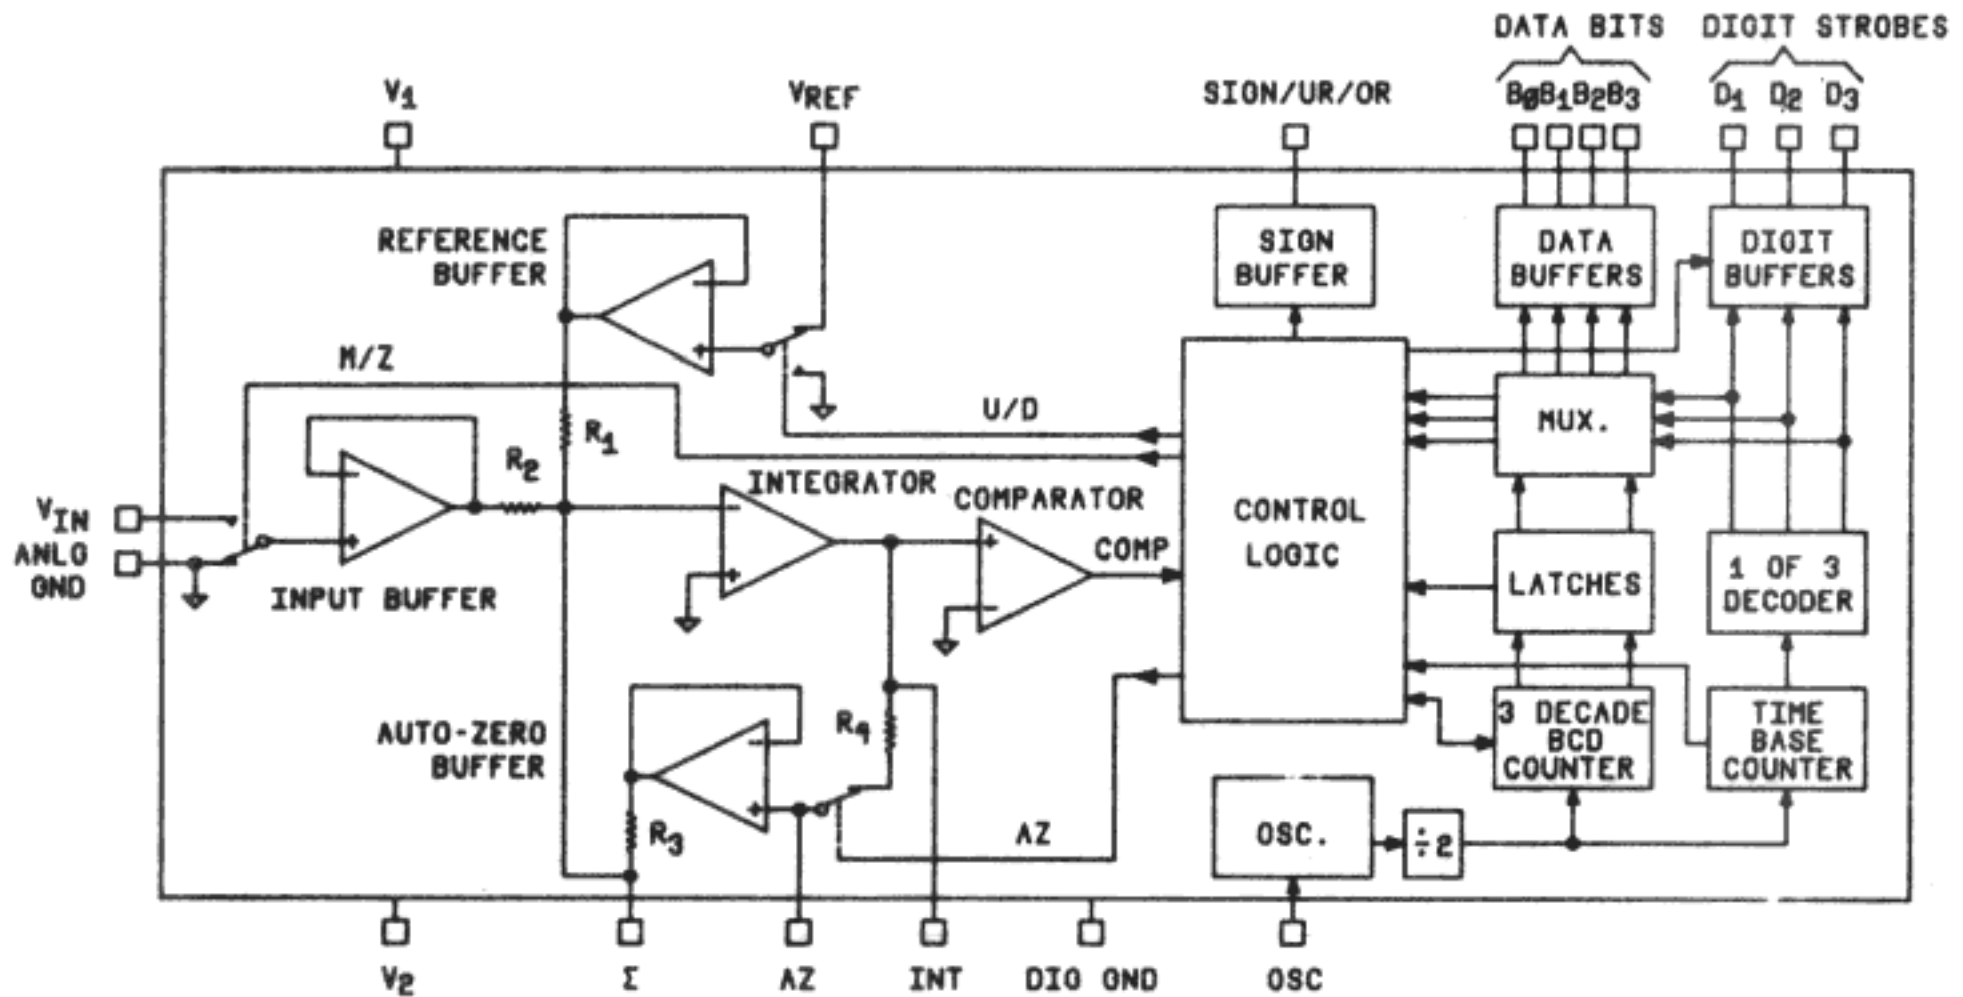 DATA BITS
DIGIT STROBES
V1
VREF
SIGN/UR/OR
B0 B1 B2 B3
D1 D2 D3
REFERENCE
BUFFER
SIGN
BUFFER
DATA
BUFFERS
DIGIT
BUFFERS
M/Z
U/D
R1
R2
MUX.
INTEGRATOR
COMPARATOR
COMP
CONTROL
LOGIC
VIN
ANLG
GND
INPUT BUFFER
LATCHES
1 OF 3
DECODER
AUTO-ZERO
BUFFER
R4
R3
AZ
3 DECADE
BCD
COUNTER
TIME
BASE
COUNTER
OSC.
÷2
V2
Σ
AZ
INT
DIG GND
OSC